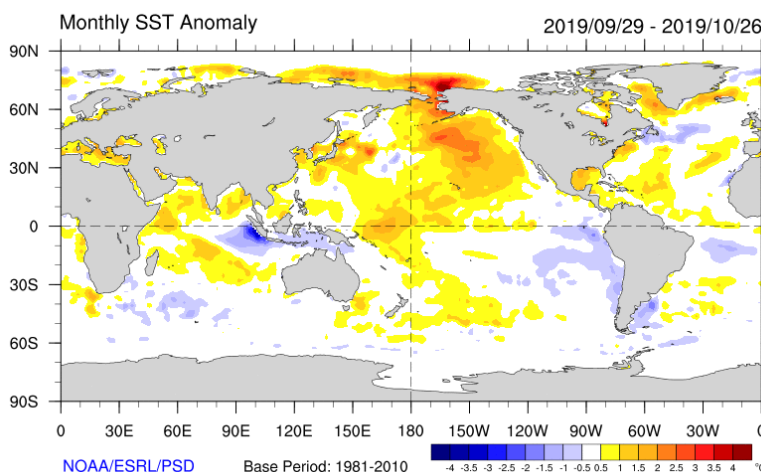 Monthly SST Anomaly 2019/09/29 - 2019/10/26
90N
60N
30N
0
30S
60S
90S
0 30E 60E 90E 120E 150E 180 150W 120W 90W 60W 30W 0
NOAA/ESRL/PSD Base Period: 1981-2010
-4 -3.5 -2.5 -2 -1.5 -1 -0.5 0.5 1 1.5 2 2.5 3 3.5 4 °C